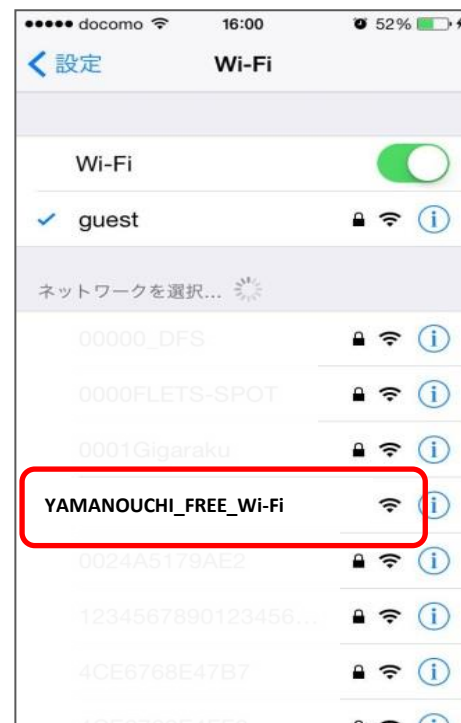 docomo 16:00 52%
設定 Wi-Fi
Wi-Fi
guest
ネットワークを選択...
00000_DFS
0000FLETS-SPOT
0001Gigaraku
YAMANOUCHI_FREE_Wi-Fi
0024A5179AE2
1234567890123456...
4CE6768E47B7